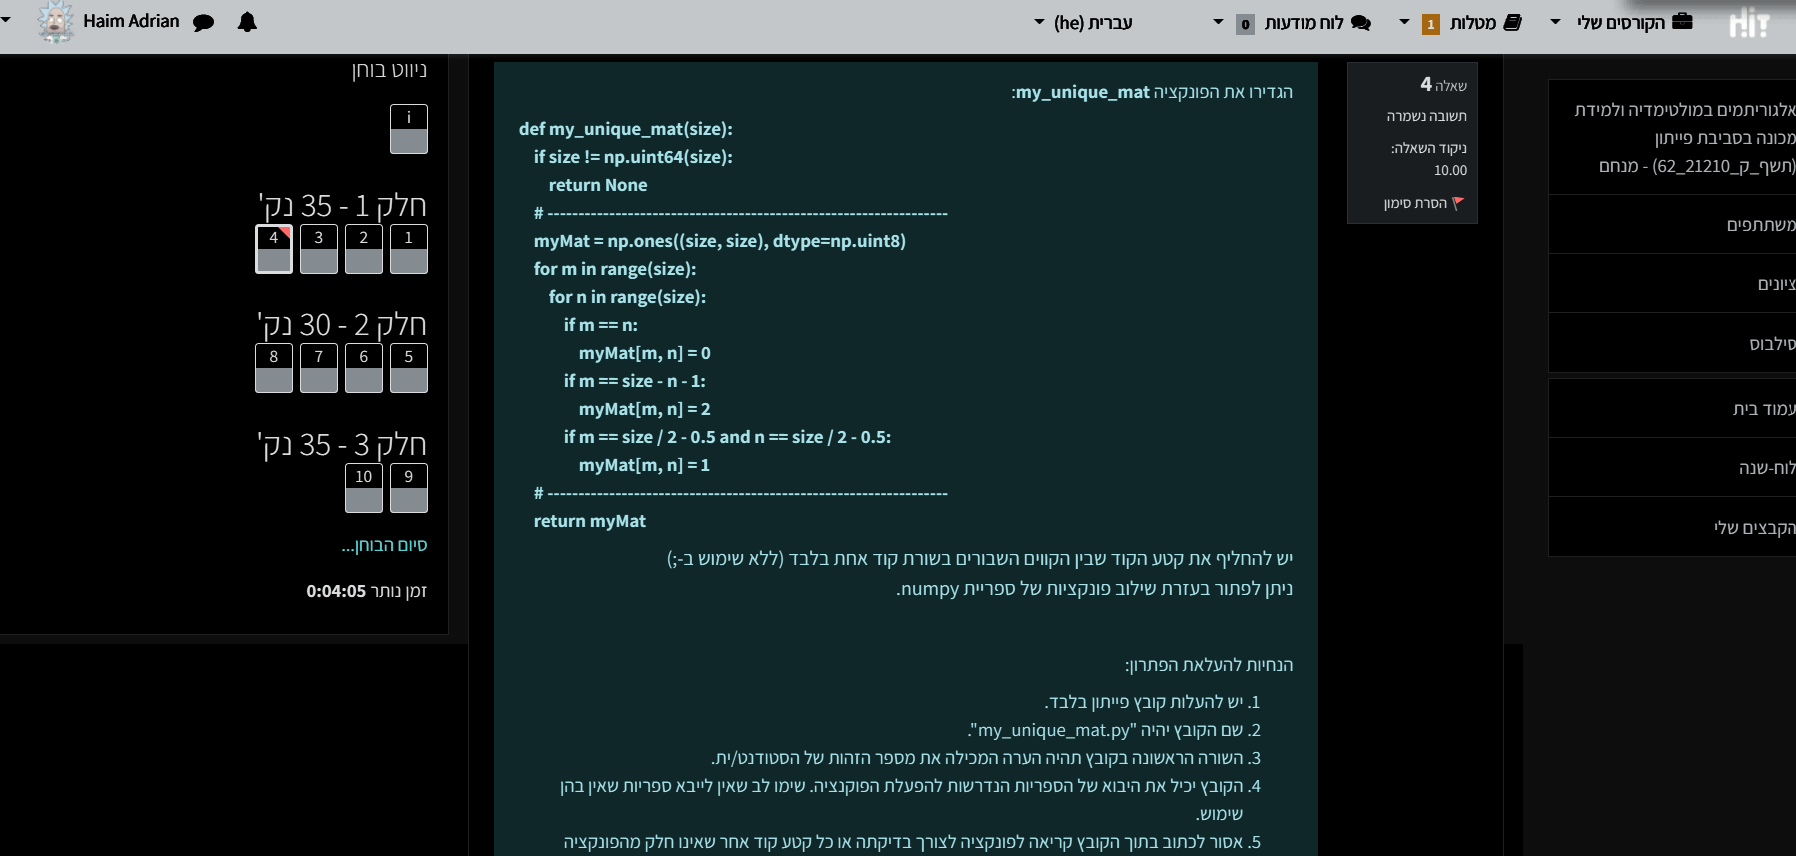 HiT
הקורסים שלי
מטלות 1
לוח מודעות 0
עברית (he)
Haim Adrian
אלגוריתמים במולטימדיה ולמידת
מכונה בסביבת פייתון
(תשף_ק_21210_62) - מנחם
משתתפים
ציונים
סילבוס
עמוד בית
לוח-שנה
הקבצים שלי
שאלה 4
תשובה נשמרה
ניקוד השאלה:
10.00
הסרת סימון
הגדירו את הפונקציה my_unique_mat:
def my_unique_mat(size):
if size != np.uint64(size):
return None
# -----------------------------------------------------------------
myMat = np.ones((size, size), dtype=np.uint8)
for m in range(size):
for n in range(size):
if m == n:
myMat[m, n] = 0
if m == size - n - 1:
myMat[m, n] = 2
if m == size / 2 - 0.5 and n == size / 2 - 0.5:
myMat[m, n] = 1
# -----------------------------------------------------------------
return myMat
יש להחליף את קטע הקוד שבין הקווים השבורים בשורת קוד אחת בלבד (ללא שימוש ב-;)
ניתן לפתור בעזרת שילוב פונקציות של ספריית numpy.
הנחיות להעלאת הפתרון:
1. יש להעלות קובץ פייתון בלבד.
2. שם הקובץ יהיה "my_unique_mat.py".
3. השורה הראשונה בקובץ תהיה הערה המכילה את מספר הזהות של הסטודנט/ית.
4. הקובץ יכיל את היבוא של הספריות הנדרשות להפעלת הפוקנציה. שימו לב שאין לייבא ספריות שאין בהן
שימוש.
5. אסור לכתוב בתוך הקובץ קריאה לפונקציה לצורך בדיקתה או כל קטע קוד אחר שאינו חלק מהפונקציה
ניווט בוחן
i
חלק 1 - 35 נק'
1 2 3 4
חלק 2 - 30 נק'
5 6 7 8
חלק 3 - 35 נק'
9 10
סיום הבוחן...
זמן נותר 0:04:05